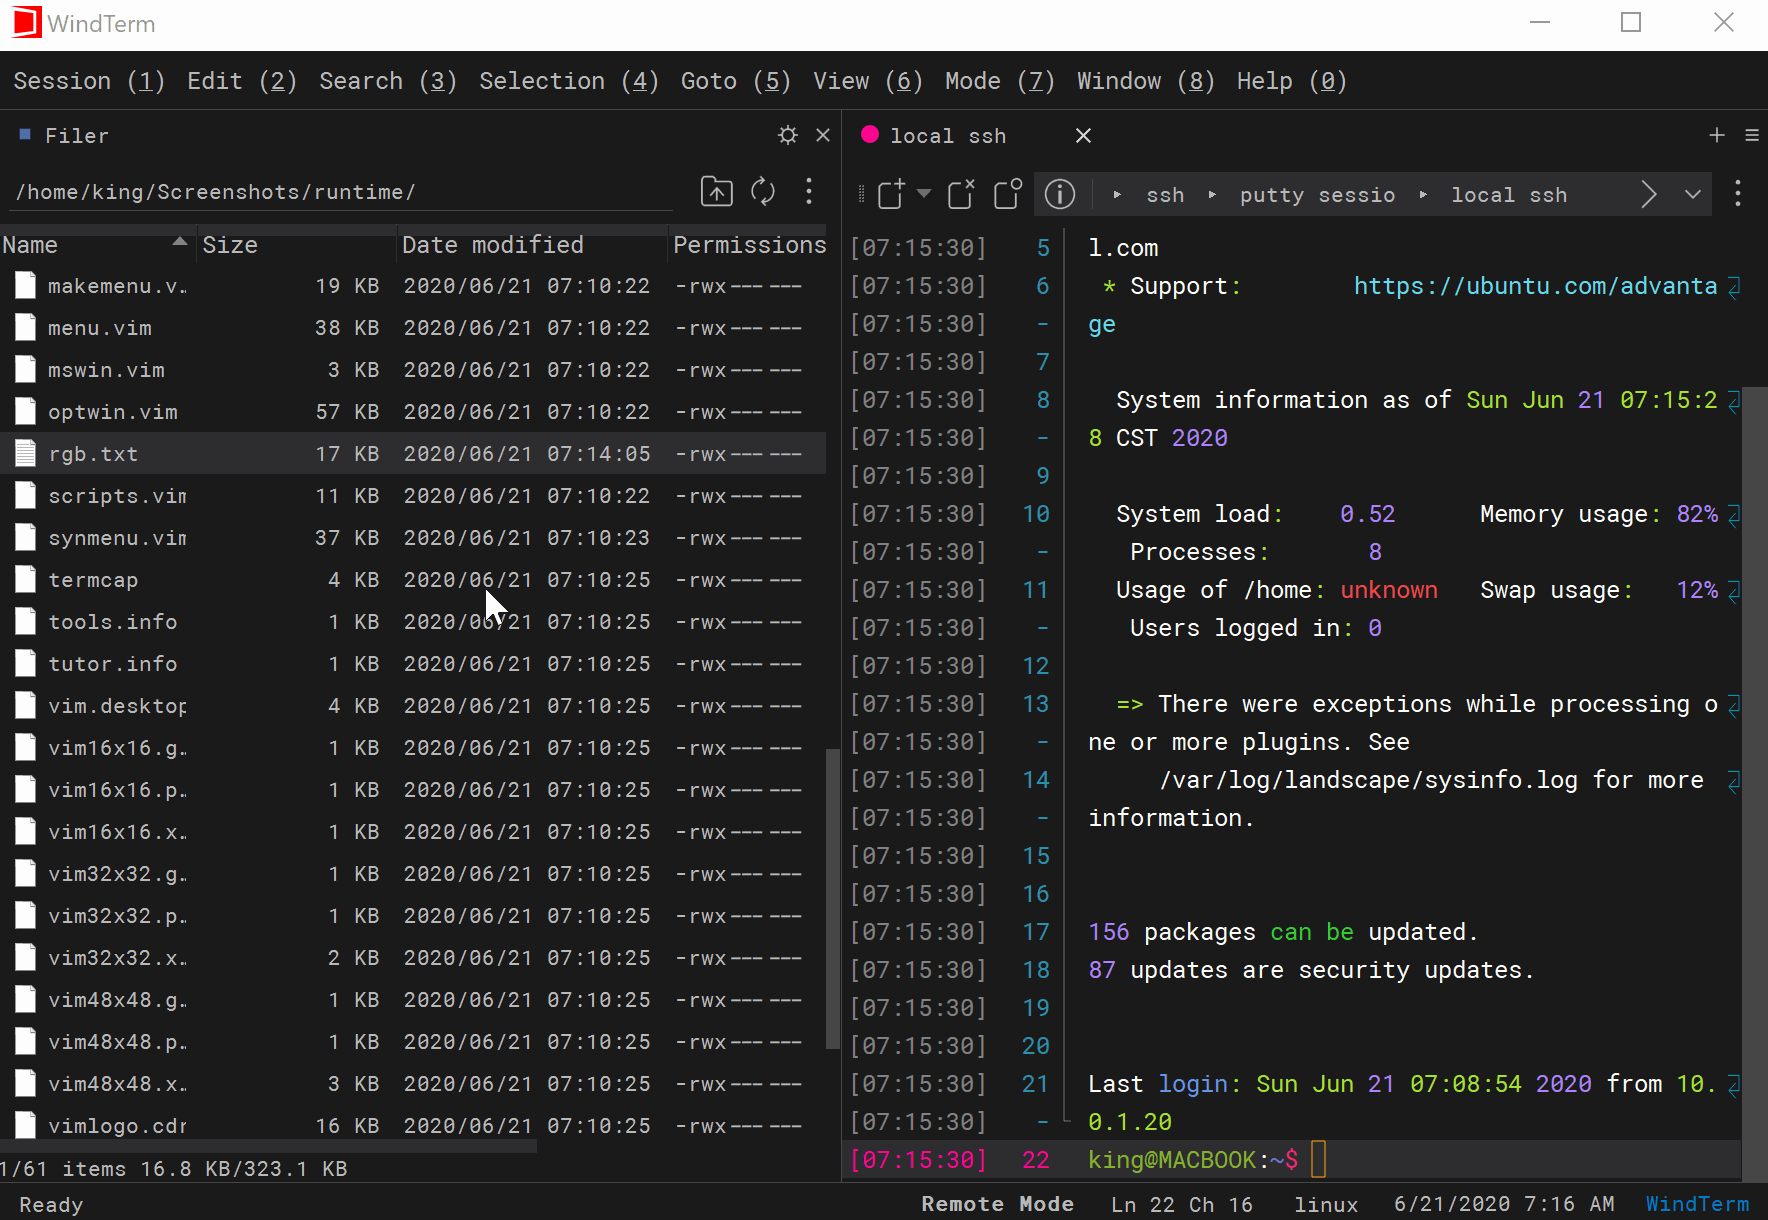 WindTerm
Session (1) Edit (2) Search (3) Selection (4) Goto (5) View (6) Mode (7) Window (8) Help (0)
Filer
/home/king/Screenshots/runtime/
Name Size Date modified Permissions
makemenu.v.. 19 KB 2020/06/21 07:10:22 -rwx------
menu.vim 38 KB 2020/06/21 07:10:22 -rwx------
mswin.vim 3 KB 2020/06/21 07:10:22 -rwx------
optwin.vim 57 KB 2020/06/21 07:10:22 -rwx------
rgb.txt 17 KB 2020/06/21 07:14:05 -rwx------
scripts.vim 11 KB 2020/06/21 07:10:22 -rwx------
synmenu.vim 37 KB 2020/06/21 07:10:23 -rwx------
termcap 4 KB 2020/06/21 07:10:25 -rwx------
tools.info 1 KB 2020/06/21 07:10:25 -rwx------
tutor.info 1 KB 2020/06/21 07:10:25 -rwx------
vim.desktop 4 KB 2020/06/21 07:10:25 -rwx------
vim16x16.g.. 1 KB 2020/06/21 07:10:25 -rwx------
vim16x16.p.. 1 KB 2020/06/21 07:10:25 -rwx------
vim16x16.x.. 1 KB 2020/06/21 07:10:25 -rwx------
vim32x32.g.. 1 KB 2020/06/21 07:10:25 -rwx------
vim32x32.p.. 1 KB 2020/06/21 07:10:25 -rwx------
vim32x32.x.. 2 KB 2020/06/21 07:10:25 -rwx------
vim48x48.g.. 1 KB 2020/06/21 07:10:25 -rwx------
vim48x48.p.. 1 KB 2020/06/21 07:10:25 -rwx------
vim48x48.x.. 3 KB 2020/06/21 07:10:25 -rwx------
vimlogo.cdr 16 KB 2020/06/21 07:10:25 -rwx------
1/61 items 16.8 KB/323.1 KB
local ssh
ssh putty sessio local ssh
[07:15:30] 5 l.com
[07:15:30] 6 * Support: https://ubuntu.com/advanta
[07:15:30] - ge
[07:15:30] 7
[07:15:30] 8 System information as of Sun Jun 21 07:15:2
[07:15:30] - 8 CST 2020
[07:15:30] 9
[07:15:30] 10 System load: 0.52 Memory usage: 82%
[07:15:30] - Processes: 8
[07:15:30] 11 Usage of /home: unknown Swap usage: 12%
[07:15:30] - Users logged in: 0
[07:15:30] 12
[07:15:30] 13 => There were exceptions while processing o
[07:15:30] - ne or more plugins. See
[07:15:30] 14 /var/log/landscape/sysinfo.log for more
[07:15:30] - information.
[07:15:30] 15
[07:15:30] 16
[07:15:30] 17 156 packages can be updated.
[07:15:30] 18 87 updates are security updates.
[07:15:30] 19
[07:15:30] 20
[07:15:30] 21 Last login: Sun Jun 21 07:08:54 2020 from 10.
[07:15:30] - 0.1.20
[07:15:30] 22 king@MACBOOK:~$
Ready Remote Mode Ln 22 Ch 16 linux 6/21/2020 7:16 AM WindTerm